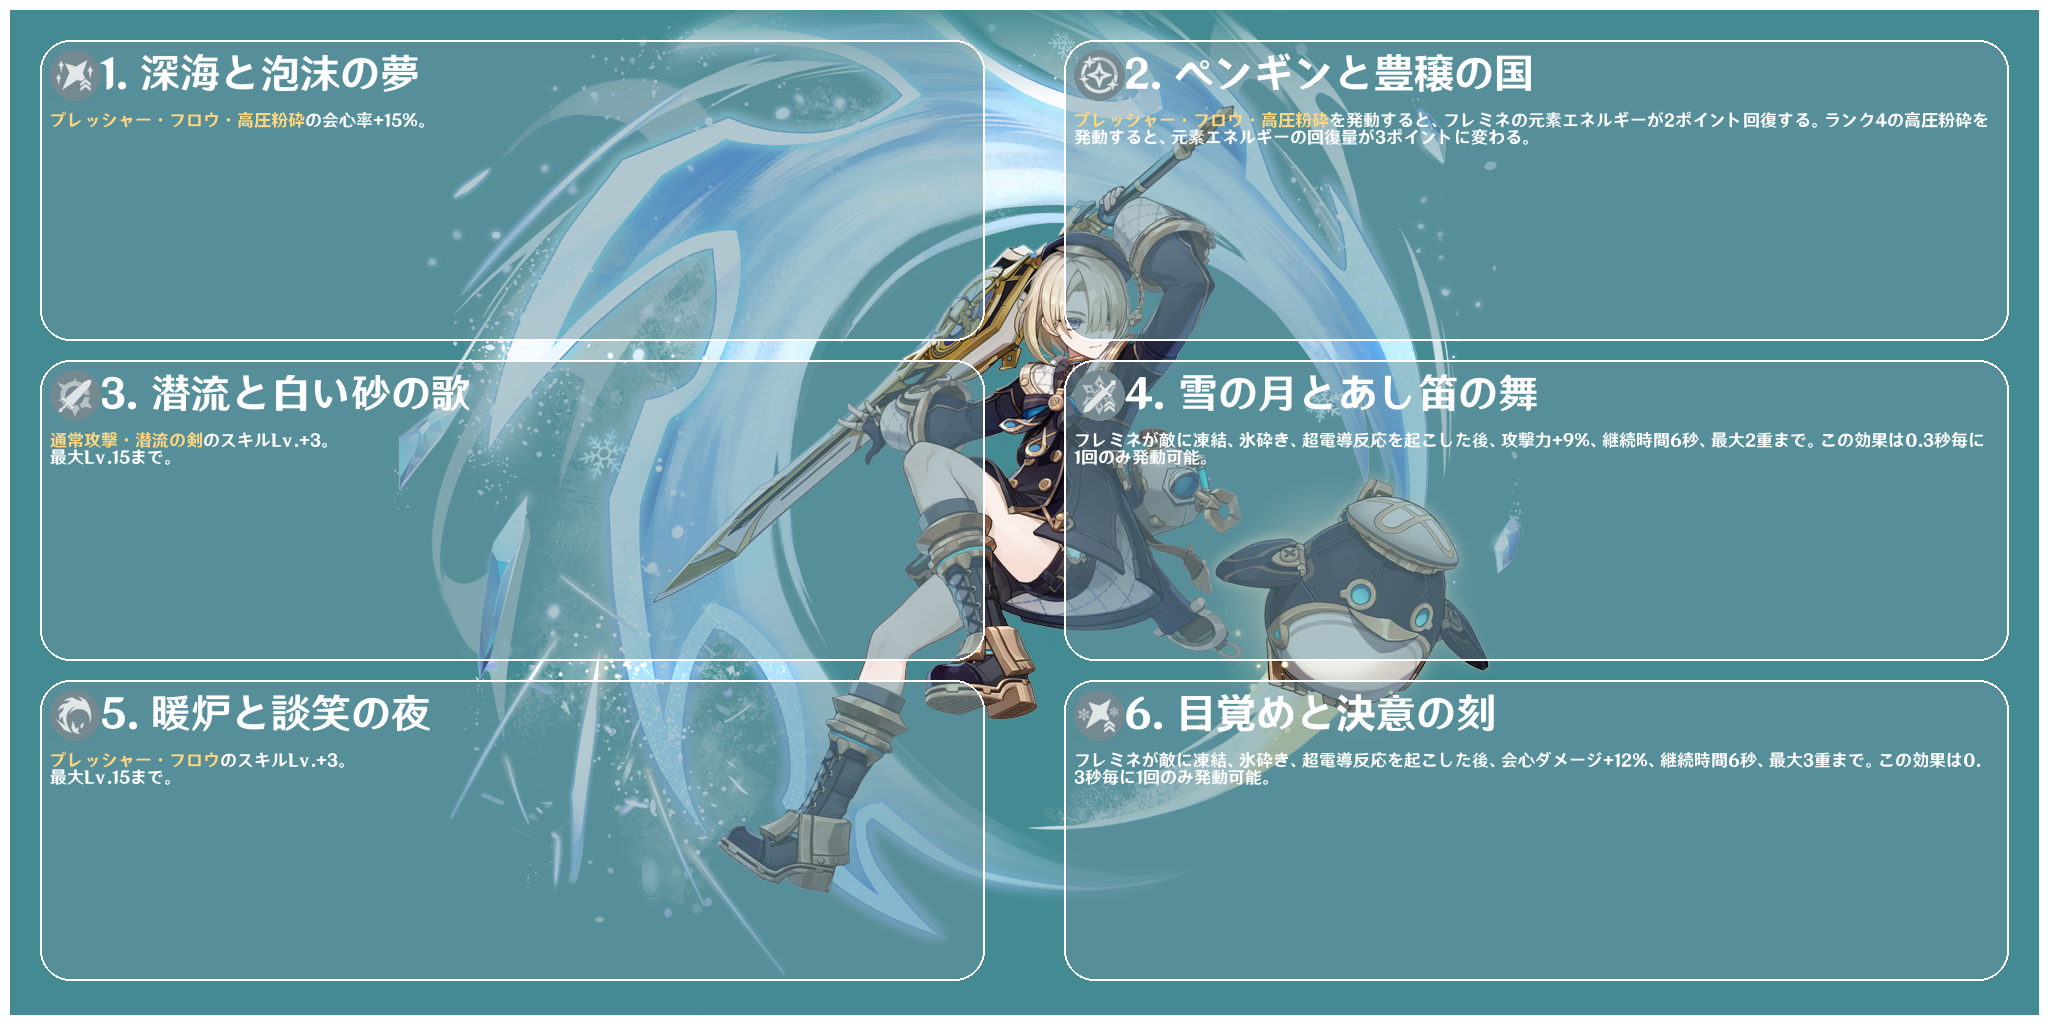 1. 深海と泡沫の夢
プレッシャー・フロウ・高圧粉砕の会心率+15%。
2. ペンギンと豊穣の国
プレッシャー・フロウ・高圧粉砕を発動すると、フレミネの元素エネルギーが2ポイント回復する。ランク4の高圧粉砕を
発動すると、元素エネルギーの回復量が3ポイントに変わる。
3. 潜流と白い砂の歌
通常攻撃・潜流の剣のスキルLv.+3。
最大Lv.15まで。
4. 雪の月とあし笛の舞
フレミネが敵に凍結、氷砕き、超電導反応を起こした後、攻撃力+9%、継続時間6秒、最大2重まで。この効果は0.3秒毎に
1回のみ発動可能。
5. 暖炉と談笑の夜
プレッシャー・フロウのスキルLv.+3。
最大Lv.15まで。
6. 目覚めと決意の刻
フレミネが敵に凍結、氷砕き、超電導反応を起こした後、会心ダメージ+12%、継続時間6秒、最大3重まで。この効果は0.
3秒毎に1回のみ発動可能。